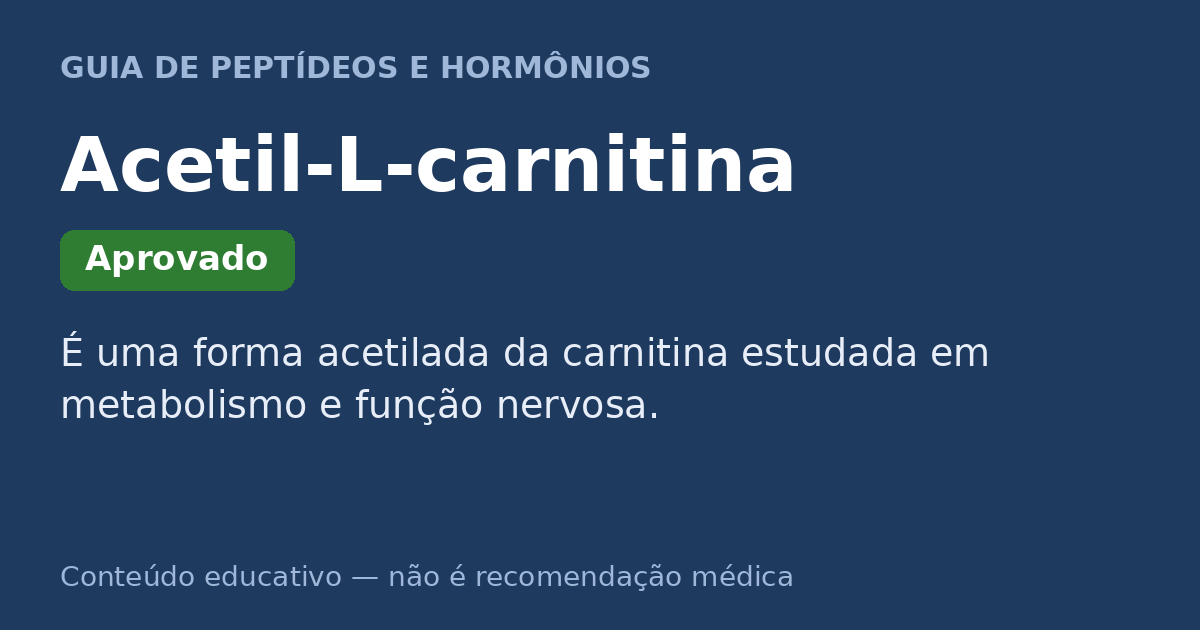 GUIA DE PEPTÍDEOS E HORMÔNIOS
Acetil-L-carnitina
Aprovado
É uma forma acetilada da carnitina estudada em
metabolismo e função nervosa.
Conteúdo educativo — não é recomendação médica